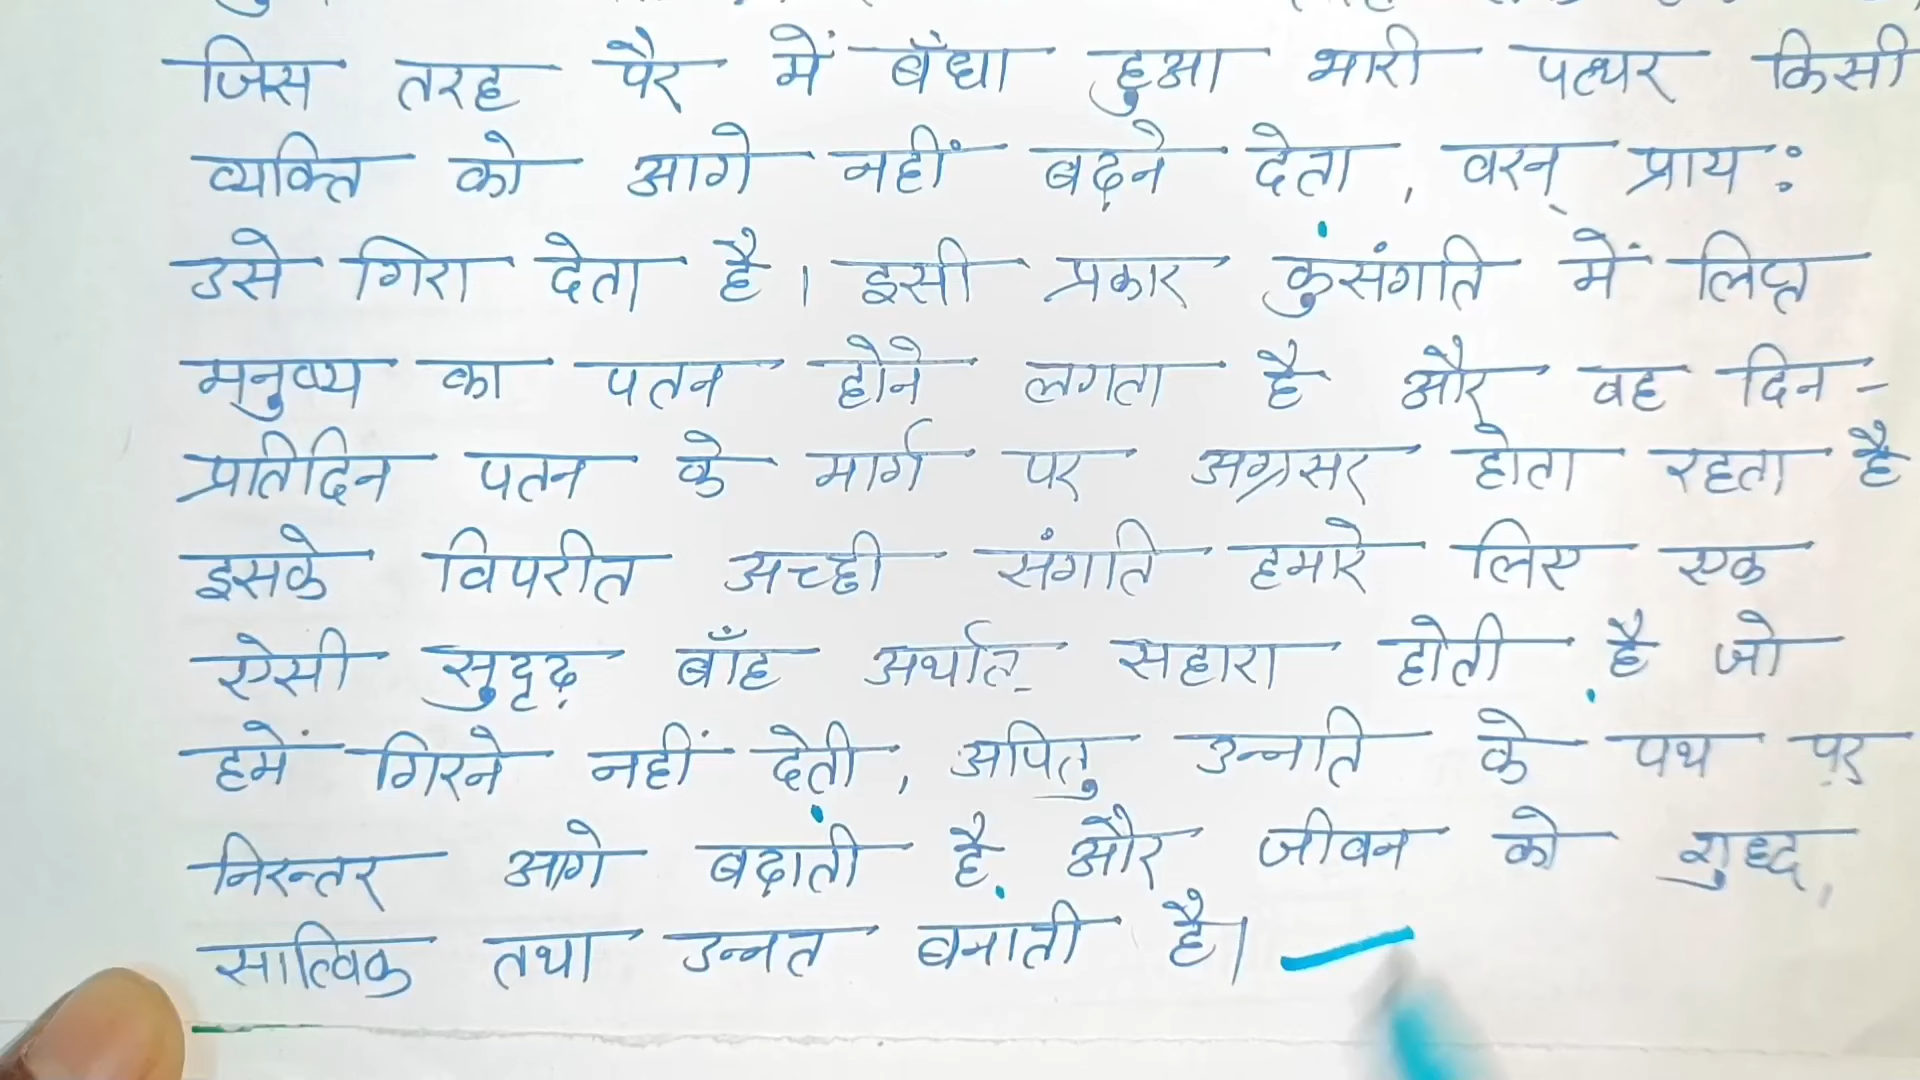 जिस तरह पैर में बँधा हुआ भारी पत्थर किसी
व्यक्ति को आगे नहीं बढ़ने देता, वरन् प्राय:
उसे गिरा देता है। इसी प्रकार कुसंगति में लिप्त
मनुष्य का पतन होने लगता है और वह दिन-
प्रतिदिन पतन के मार्ग पर अग्रसर होता रहता है
इसके विपरीत अच्छी संगति हमारे लिए एक
ऐसी सुदृढ़ बाँह अर्थात् सहारा होती है जो
हमें गिरने नहीं देती, अपितु उन्नति के पथ पर
निरन्तर आगे बढ़ाती है और जीवन को शुध्द,
सात्विक तथा उन्नत बनाती है।